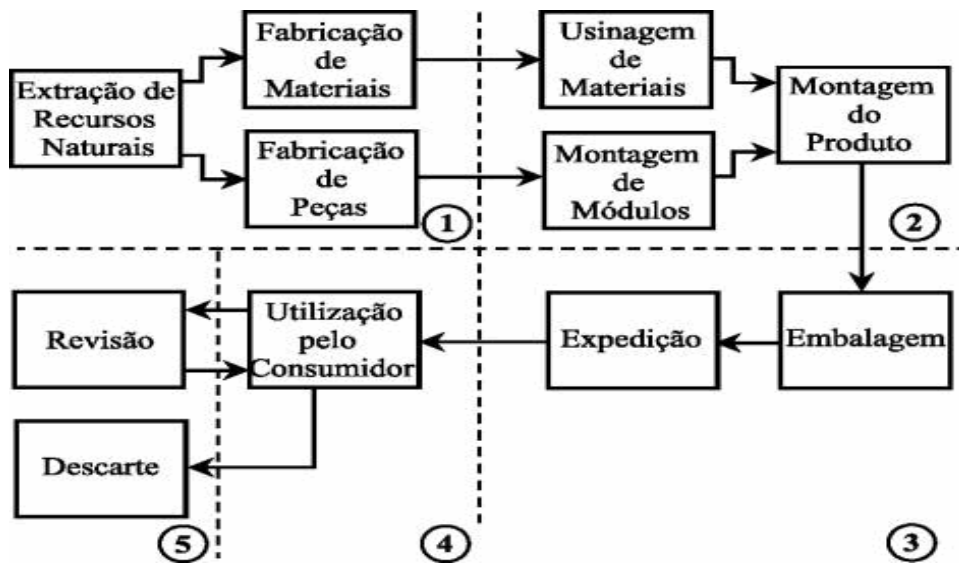 Extração de
Recursos
Naturais
Fabricação
de
Materiais
Fabricação
de
Peças
1
Usinagem
de
Materiais
Montagem
de
Módulos
Montagem
do
Produto
2
Revisão
Descarte
5
Utilização
pelo
Consumidor
4
Expedição
Embalagem
3